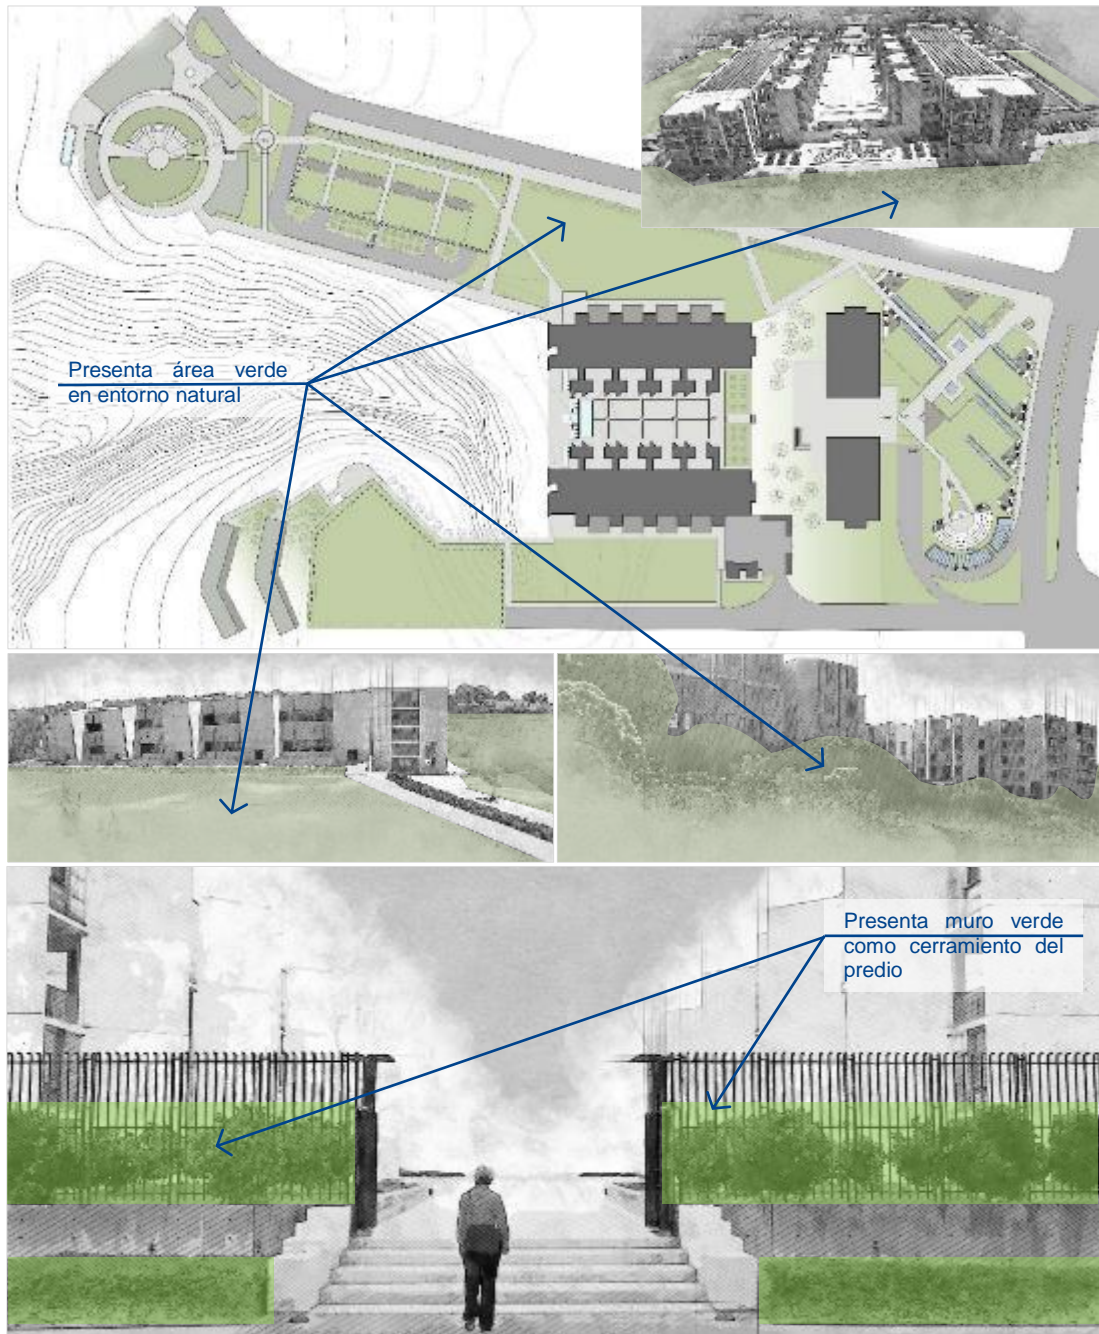 Presenta área verde
en entorno natural
Presenta muro verde
como cerramiento del
predio